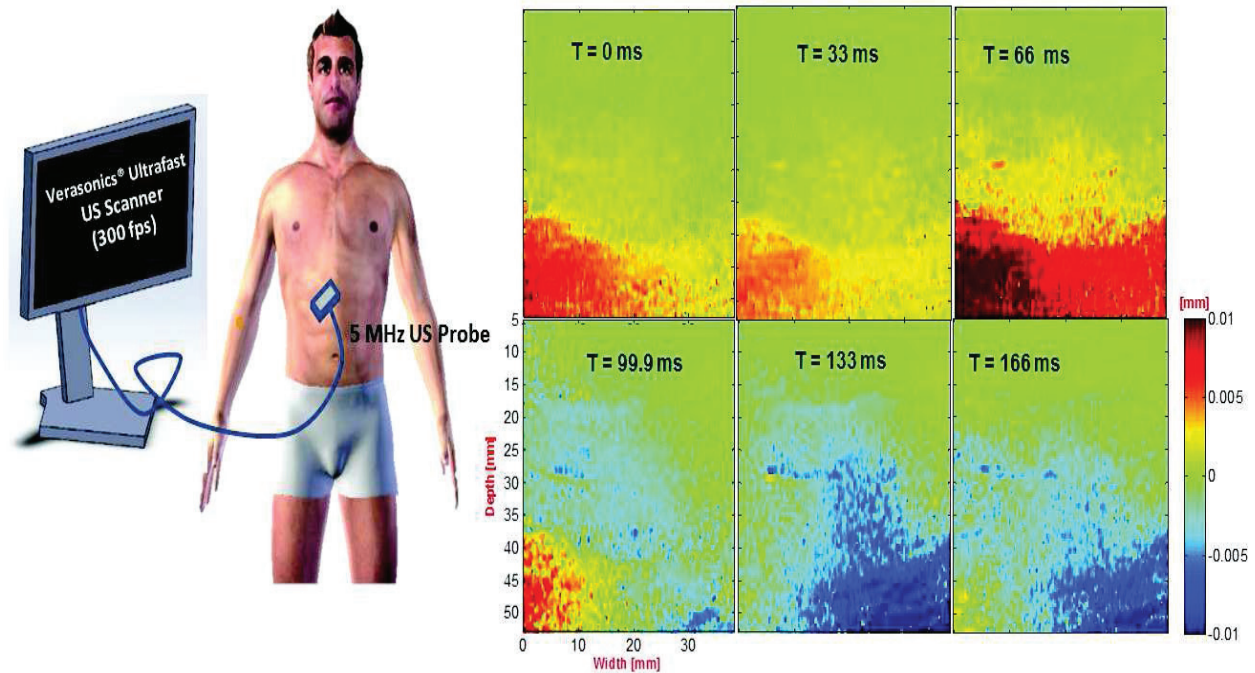 Verasonics® Ultrafast
US Scanner
(300 fps)
5 MHz US Probe
T = 0 ms
T = 33 ms
T = 66 ms
T = 99.9 ms
T = 133 ms
T = 166 ms
5
10
15
20
25
30
35
40
45
50
Depth [mm]
0
10
20
30
Width [mm]
[mm]
0.01
0.005
0
-0.005
-0.01